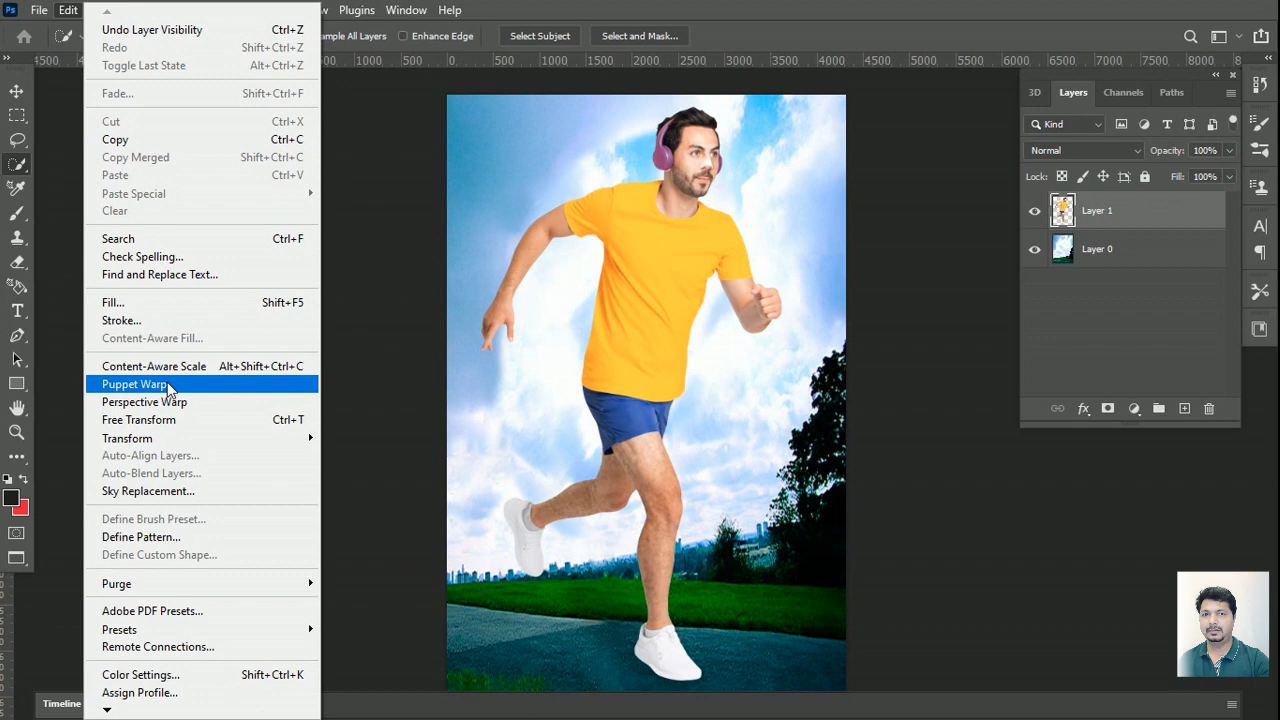 Ps File Edit w Plugins Window Help
ample All Layers Enhance Edge Select Subject Select and Mask...
4500 1000 500 0 500 1000 1500 2000 2500 3000 3500 4000 4500 5000 5500 6000 6500 7000 7500 8000 8
Undo Layer Visibility Ctrl+Z
Redo Shift+Ctrl+Z
Toggle Last State Alt+Ctrl+Z
Fade... Shift+Ctrl+F
Cut Ctrl+X
Copy Ctrl+C
Copy Merged Shift+Ctrl+C
Paste Ctrl+V
Paste Special
Clear
Search Ctrl+F
Check Spelling...
Find and Replace Text...
Fill... Shift+F5
Stroke...
Content-Aware Fill...
Content-Aware Scale Alt+Shift+Ctrl+C
Puppet Warp
Perspective Warp
Free Transform Ctrl+T
Transform
Auto-Align Layers...
Auto-Blend Layers...
Sky Replacement...
Define Brush Preset...
Define Pattern...
Define Custom Shape...
Purge
Adobe PDF Presets...
Presets
Remote Connections...
Color Settings... Shift+Ctrl+K
Assign Profile...
3D Layers Channels Paths
Kind
Normal Opacity: 100%
Lock: Fill: 100%
Layer 1
Layer 0
Timeline